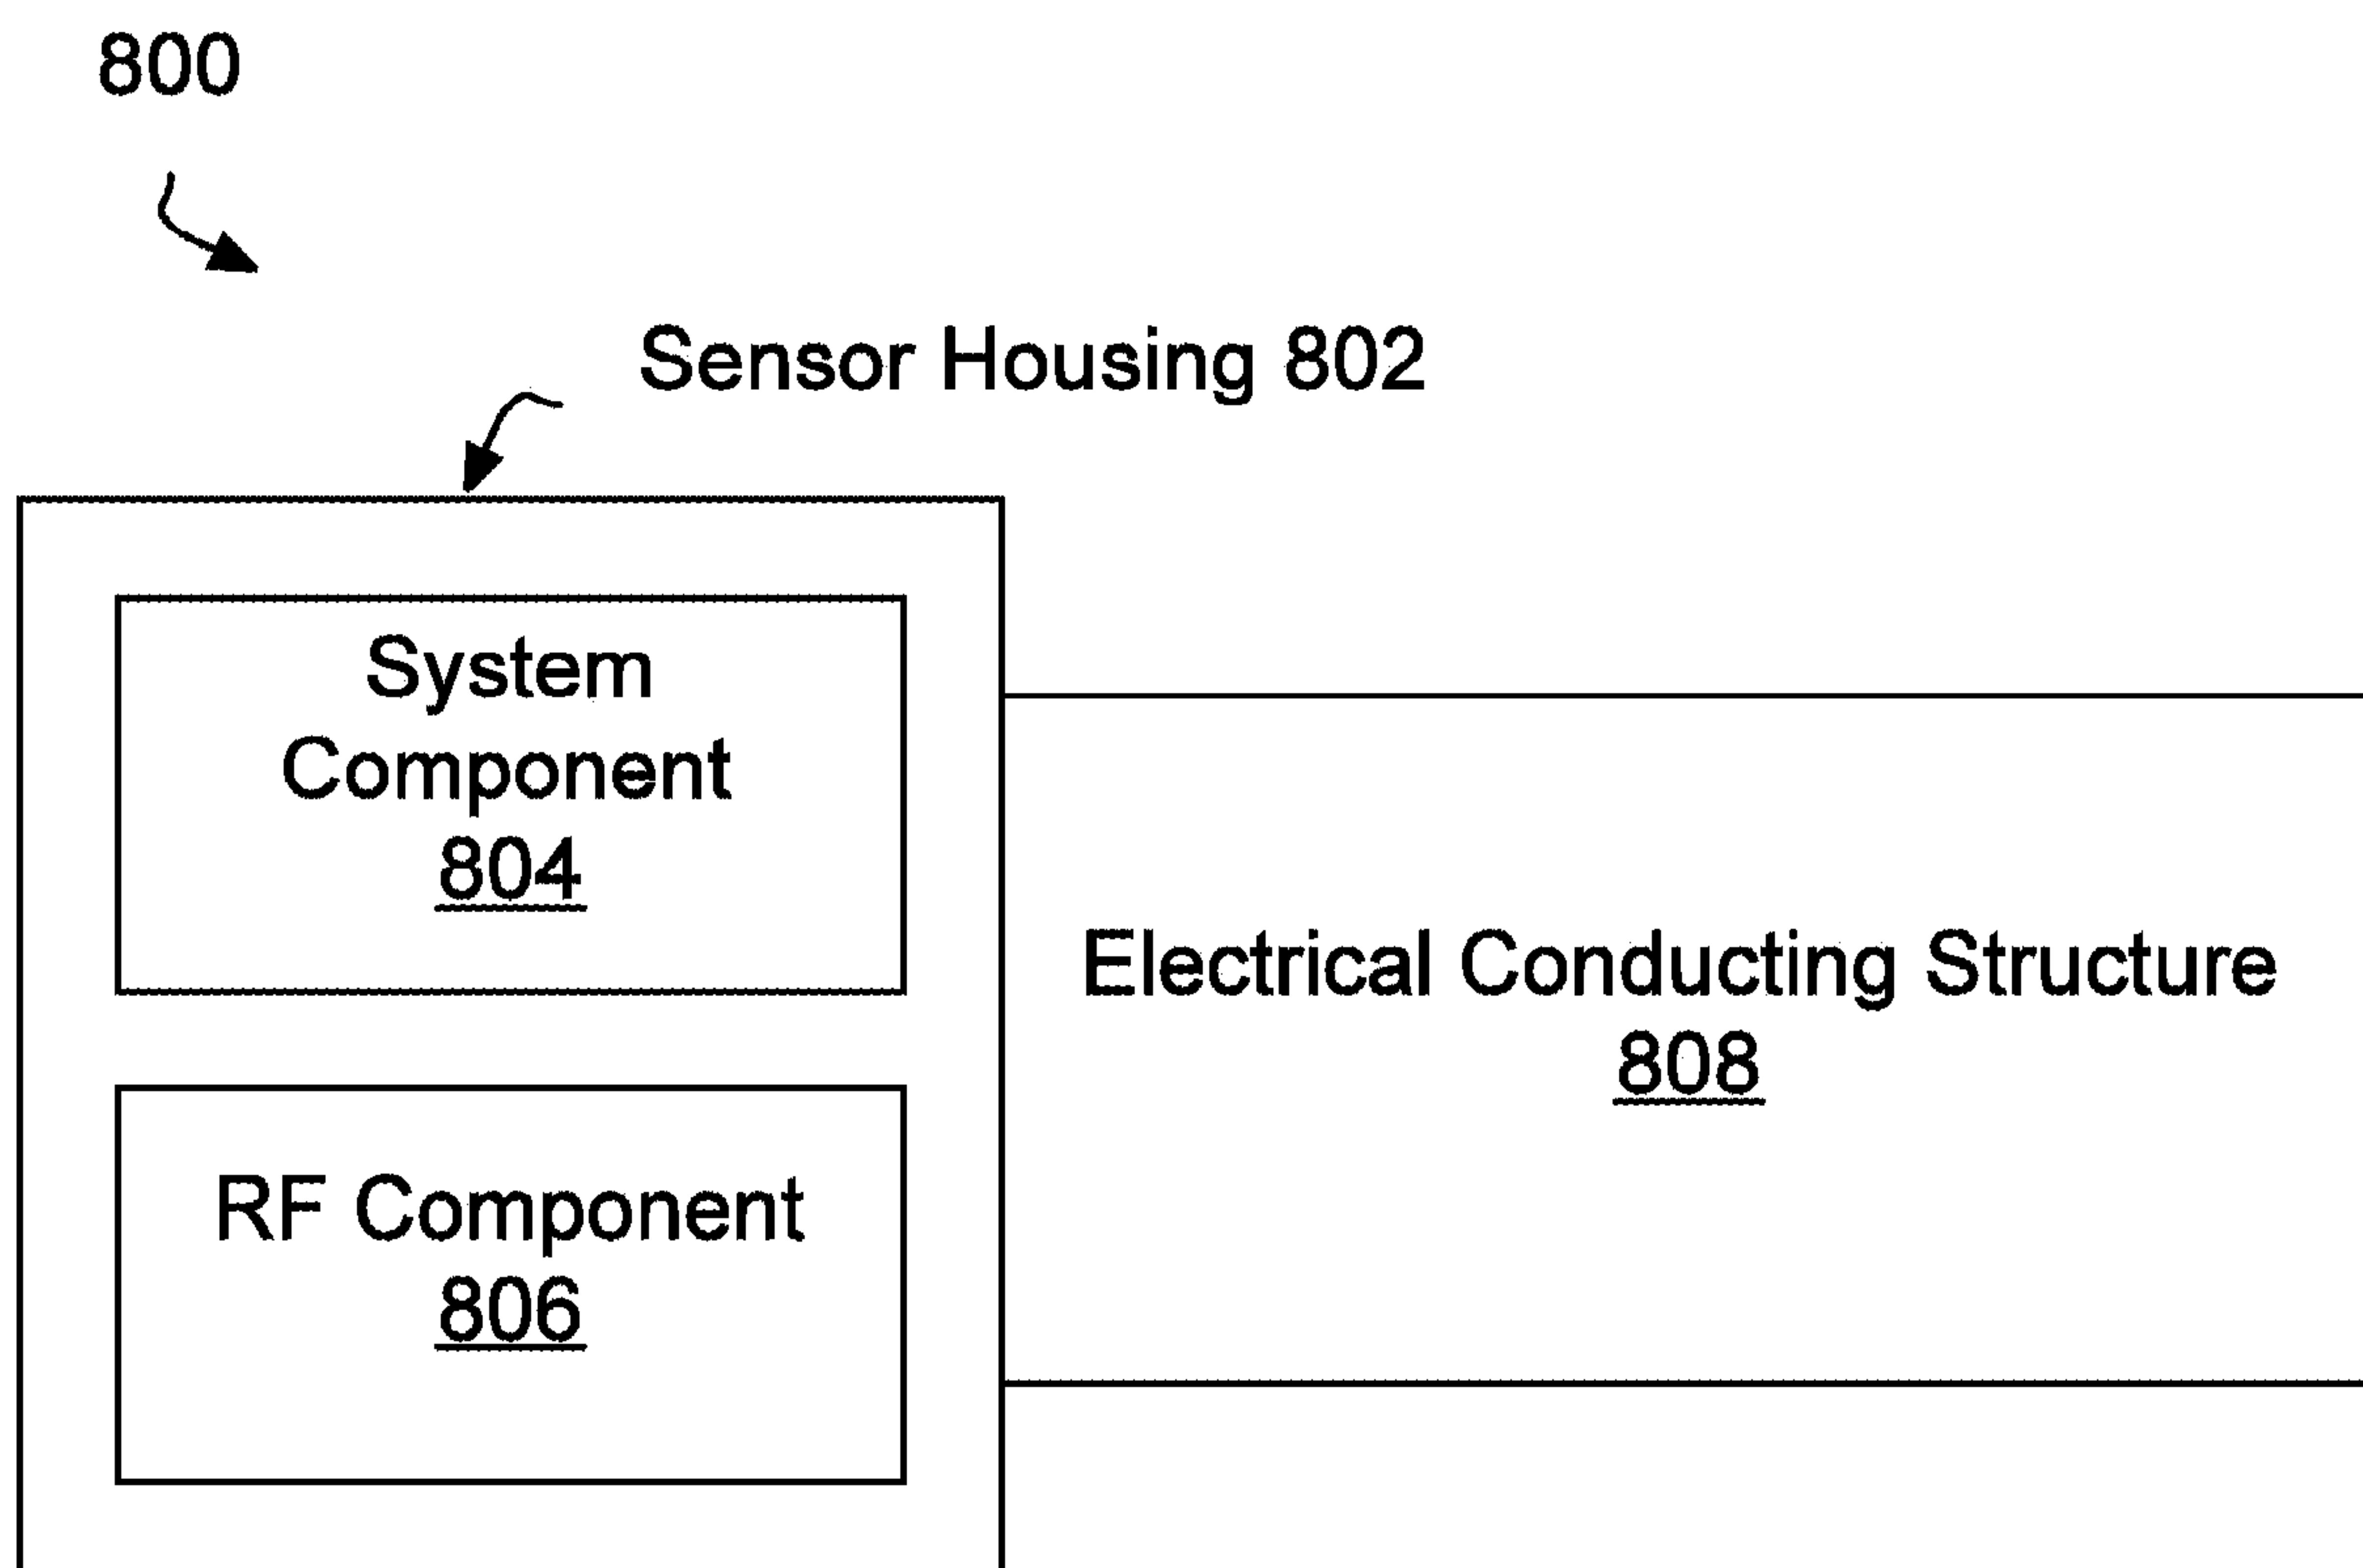 800
Sensor Housing 802
System
Component
804
Electrical Conducting Structure
808
RF Component
806